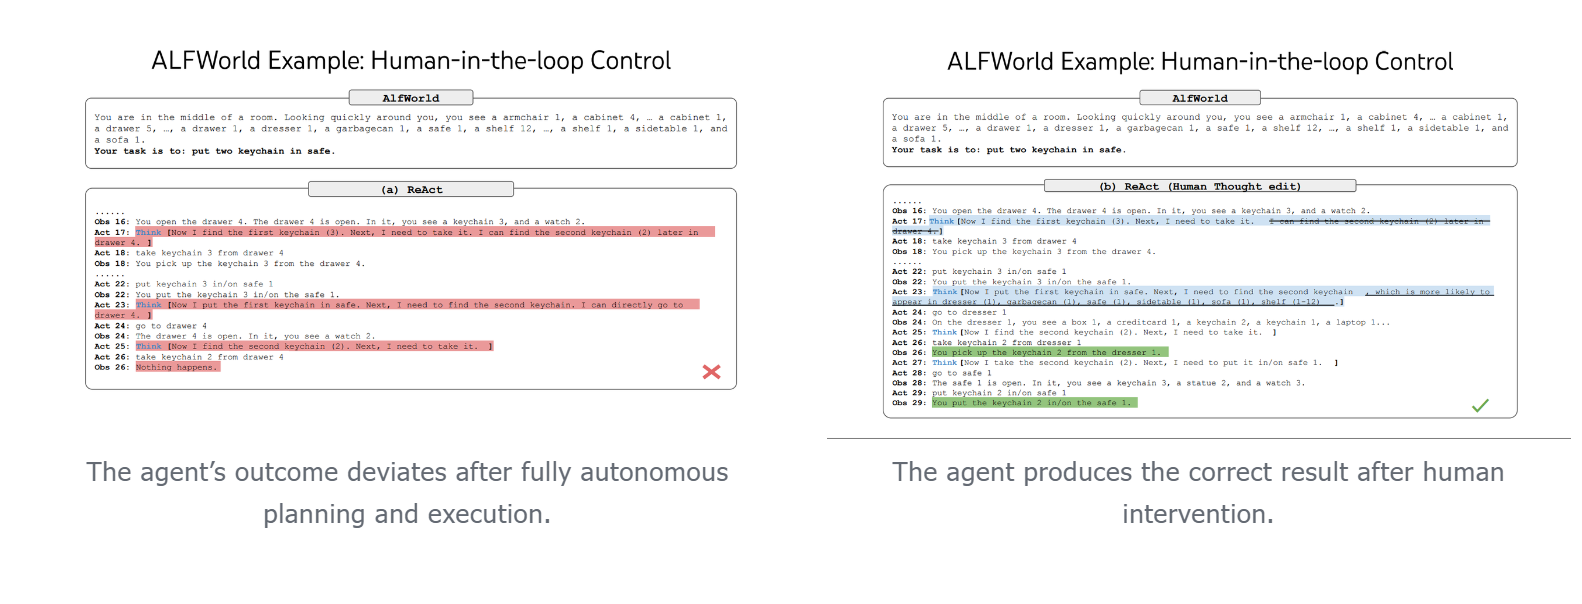 ALFWorld Example: Human-in-the-loop Control
AlfWorld
You are in the middle of a room. Looking quickly around you, you see a armchair 1, a cabinet 4, … a cabinet 1,
a drawer 5, …, a drawer 1, a dresser 1, a garbagecan 1, a safe 1, a shelf 12, …, a shelf 1, a sidetable 1, and
a sofa 1.
Your task is to: put two keychain in safe.
(a) ReAct
......
Obs 16: You open the drawer 4. The drawer 4 is open. In it, you see a keychain 3, and a watch 2.
Act 17: Think [Now I find the first keychain (3). Next, I need to take it. I can find the second keychain (2) later in
drawer 4. ]
Act 18: take keychain 3 from drawer 4
Obs 18: You pick up the keychain 3 from the drawer 4.
......
Act 22: put keychain 3 in/on safe 1
Obs 22: You put the keychain 3 in/on the safe 1.
Act 23: Think [Now I put the first keychain in safe. Next, I need to find the second keychain. I can directly go to
drawer 4. ]
Act 24: go to drawer 4
Obs 24: The drawer 4 is open. In it, you see a watch 2.
Act 25: Think [Now I find the second keychain (2). Next, I need to take it. ]
Act 26: take keychain 2 from drawer 4
Obs 26: Nothing happens.
The agent's outcome deviates after fully autonomous
planning and execution.
ALFWorld Example: Human-in-the-loop Control
AlfWorld
You are in the middle of a room. Looking quickly around you, you see a armchair 1, a cabinet 4, … a cabinet 1,
a drawer 5, …, a drawer 1, a dresser 1, a garbagecan 1, a safe 1, a shelf 12, …, a shelf 1, a sidetable 1, and
a sofa 1.
Your task is to: put two keychain in safe.
(b) ReAct (Human Thought edit)
......
Obs 16: You open the drawer 4. The drawer 4 is open. In it, you see a keychain 3, and a watch 2.
Act 17: Think [Now I find the first keychain (3). Next, I need to take it. I can find the second keychain (2) later in
drawer 4.]
Act 18: take keychain 3 from drawer 4
Obs 18: You pick up the keychain 3 from the drawer 4.
......
Act 22: put keychain 3 in/on safe 1
Obs 22: You put the keychain 3 in/on the safe 1.
Act 23: Think [Now I put the first keychain in safe. Next, I need to find the second keychain , which is more likely to
appear in dresser (1), garbagecan (1), safe (1), sidetable (1), sofa (1), shelf (1-12) .]
Act 24: go to dresser 1
Obs 24: On the dresser 1, you see a box 1, a creditcard 1, a keychain 2, a keychain 1, a laptop 1...
Act 25: Think [Now I find the second keychain (2). Next, I need to take it. ]
Act 26: take keychain 2 from dresser 1
Obs 26: You pick up the keychain 2 from the dresser 1.
Act 27: Think [Now I take the second keychain (2). Next, I need to put it in/on safe 1. ]
Act 28: go to safe 1
Obs 28: The safe 1 is open. In it, you see a keychain 3, a statue 2, and a watch 3.
Act 29: put keychain 2 in/on safe 1
Obs 29: You put the keychain 2 in/on the safe 1.
The agent produces the correct result after human
intervention.